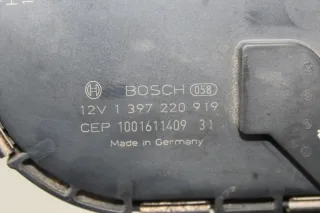 BOSCH 058
12V 1 397 220 919
CEP 1001611409 31
Made in Germany